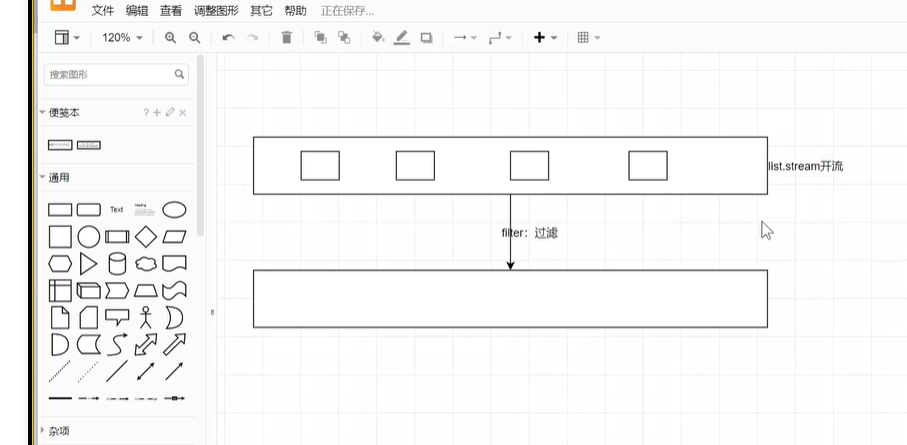 文件 编辑 查看 调整图形 其它 帮助 正在保存...
120%
搜索图形
便笺本
?
通用
Text
list.stream开流
filter：过滤
杂项